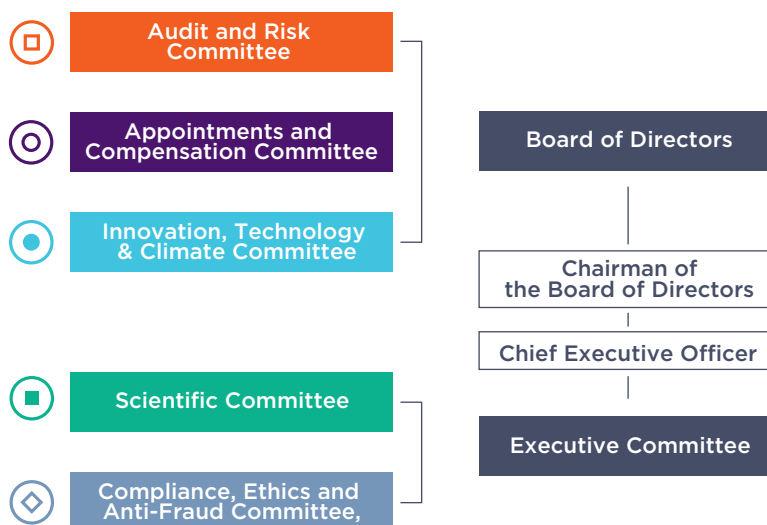 Audit and Risk
Committee
Appointments and
Compensation Committee
Innovation, Technology
& Climate Committee
Scientific Committee
Compliance, Ethics and
Anti-Fraud Committee,
Board of Directors
Chairman of
the Board of Directors
Chief Executive Officer
Executive Committee